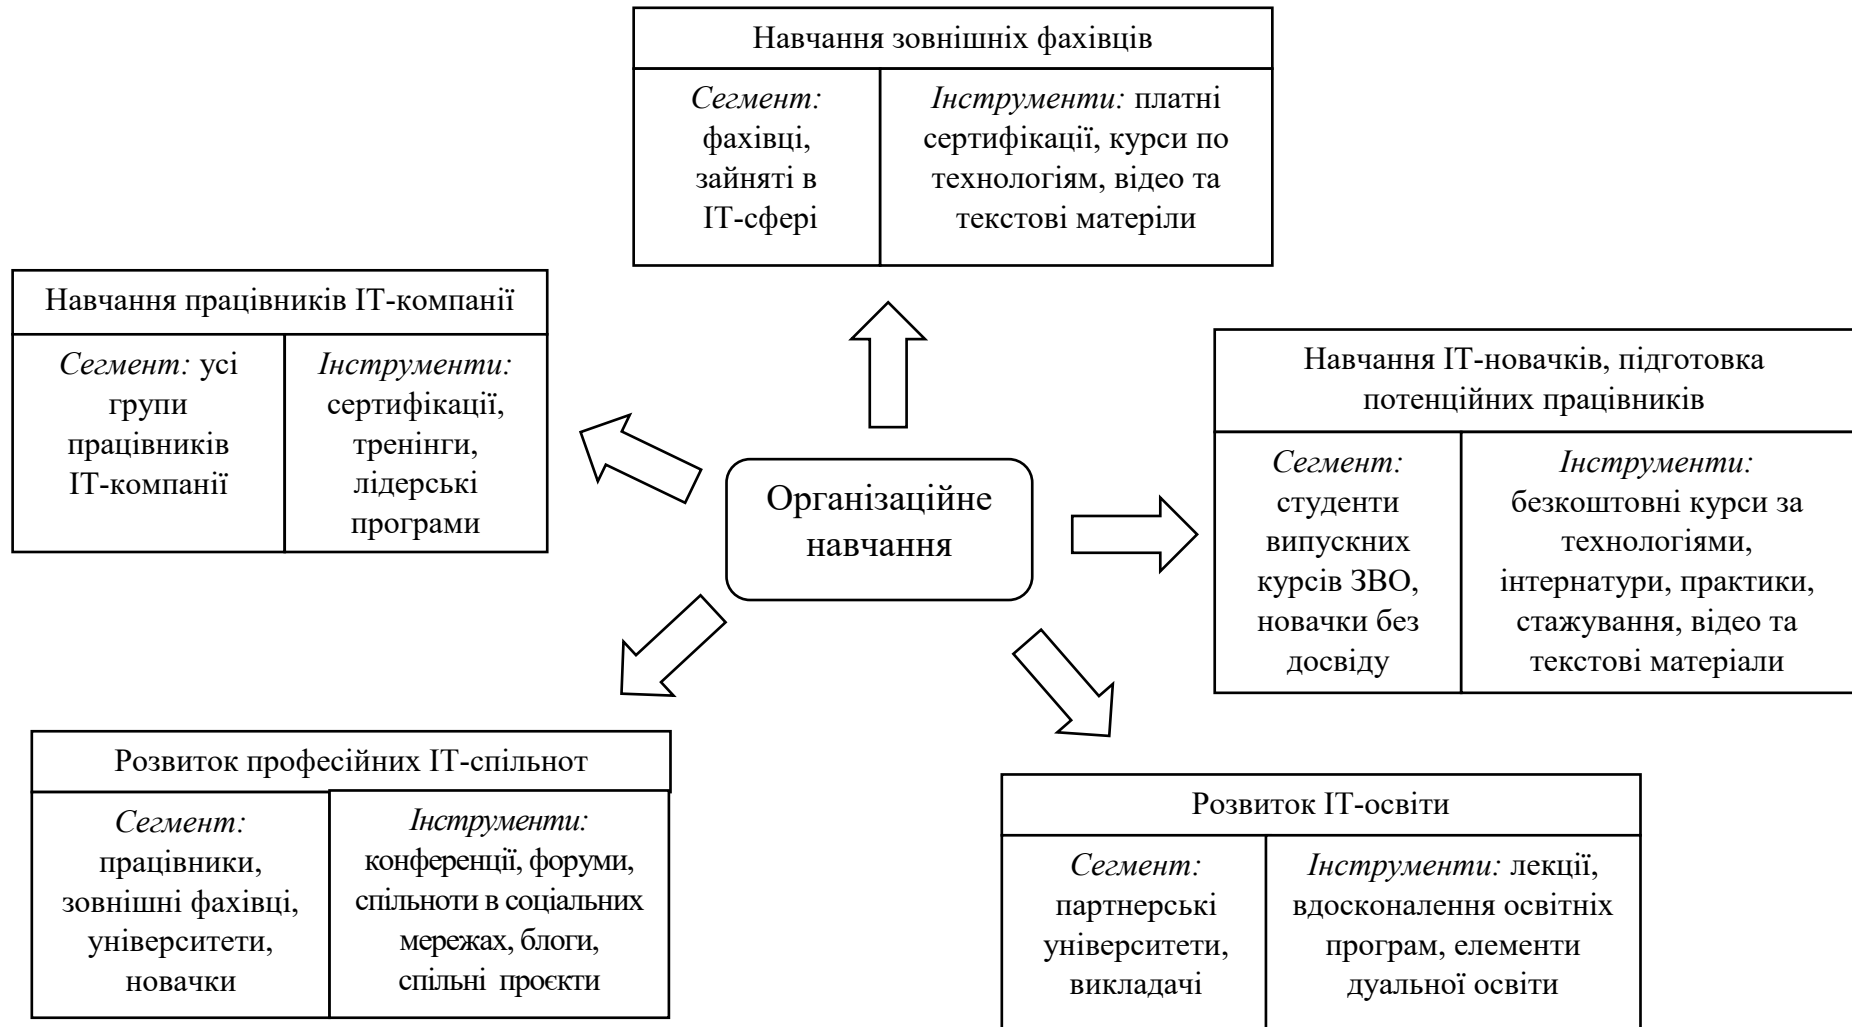 Навчання зовнішніх фахівців
Сегмент:
фахівці,
зайняті в
ІТ-сфері
Інструменти: платні
сертифікації, курси по
технологіям, відео та
текстові матеріли
Навчання працівників ІТ-компанії
Сегмент: усі
групи
працівників
ІТ-компанії
Інструменти:
сертифікації,
тренінги,
лідерські
програми
Навчання ІТ-новачків, підготовка
потенційних працівників
Сегмент:
студенти
випускних
курсів ЗВО,
новачки без
досвіду
Інструменти:
безкоштовні курси за
технологіями,
інтернатури, практики,
стажування, відео та
текстові матеріали
Організаційне
навчання
Розвиток професійних ІТ-спільнот
Сегмент:
працівники,
зовнішні фахівці,
університети,
новачки
Інструменти:
конференції, форуми,
спільноти в соціальних
мережах, блоги,
спільні проєкти
Розвиток ІТ-освіти
Сегмент:
партнерські
університети,
викладачі
Інструменти: лекції,
вдосконалення освітніх
програм, елементи
дуальної освіти